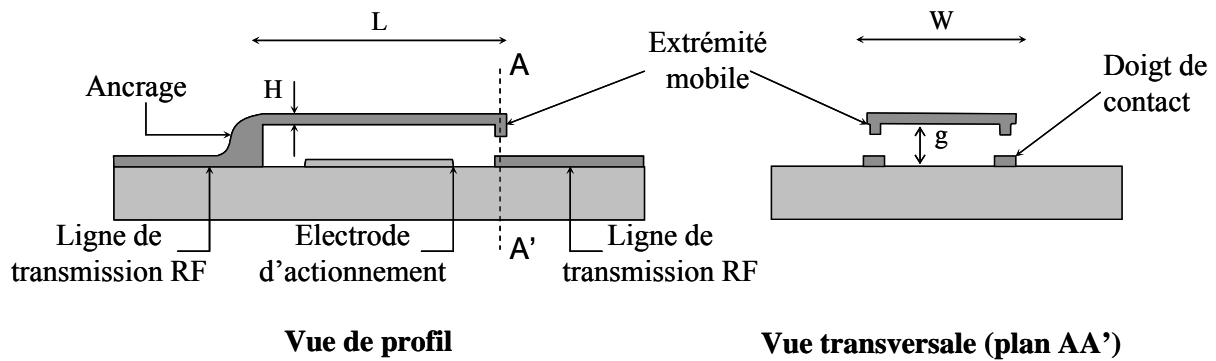 L
A
Ancrage
H
Extrémité
mobile
W
Doigt de
contact
g
Ligne de
transmission RF
Electrode
d’actionnement
A’
Ligne de
transmission RF
Vue de profil
Vue transversale (plan AA’)